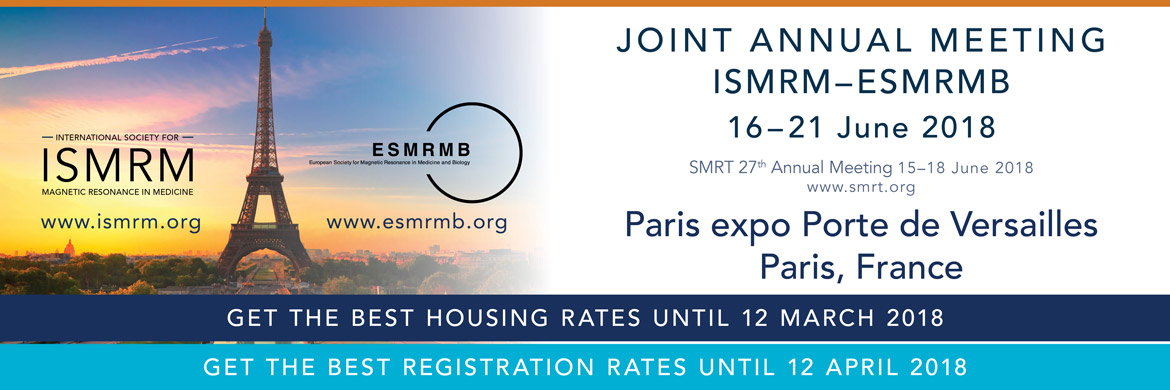 INTERNATIONAL SOCIETY FOR
ISMRM
MAGNETIC RESONANCE IN MEDICINE
www.ismrm.org
ESMRMB
European Society for Magnetic Resonance in Medicine and Biology
www.esmrmb.org
JOINT ANNUAL MEETING
ISMRM–ESMRMB
16–21 June 2018
SMRT 27th Annual Meeting 15–18 June 2018
www.smrt.org
Paris expo Porte de Versailles
Paris, France
GET THE BEST HOUSING RATES UNTIL 12 MARCH 2018
GET THE BEST REGISTRATION RATES UNTIL 12 APRIL 2018